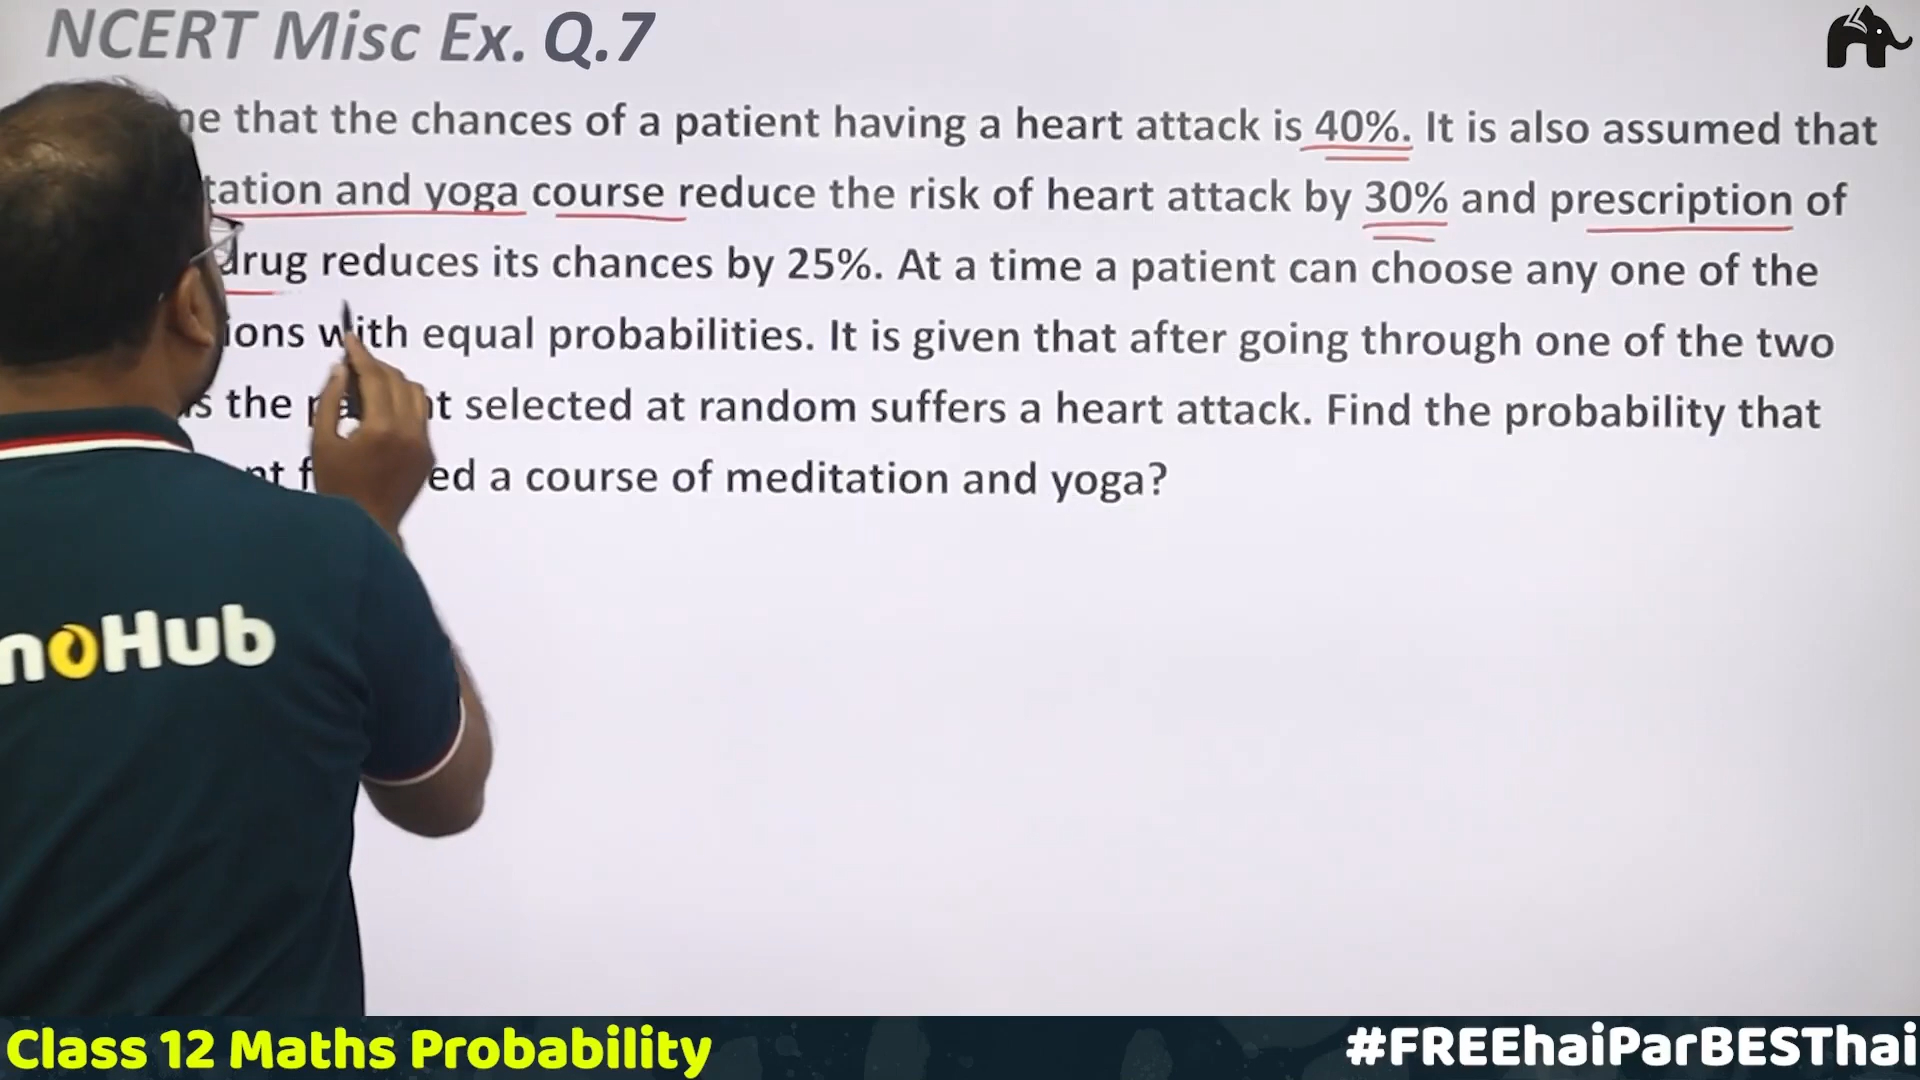 NCERT Misc Ex. Q.7
that the chances of a patient having a heart attack is 40%. It is also assumed that
and yoga course reduce the risk of heart attack by 30% and prescription of
drug reduces its chances by 25%. At a time a patient can choose any one of the
with equal probabilities. It is given that after going through one of the two
the selected at random suffers a heart attack. Find the probability that
a course of meditation and yoga?
noHub
Class 12 Maths Probability
#FREEhaiParBESThai